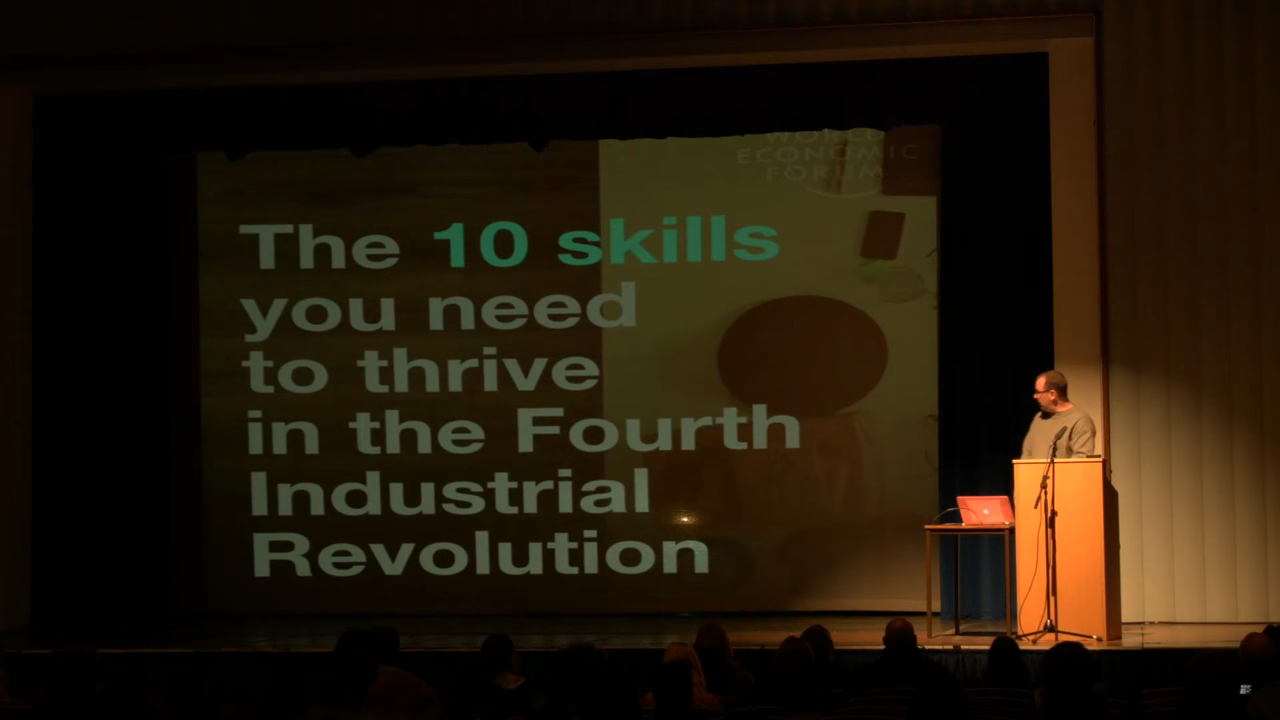 WORLD
ECONOMIC
FORUM
The 10 skills
you need
to thrive
in the Fourth
Industrial
Revolution